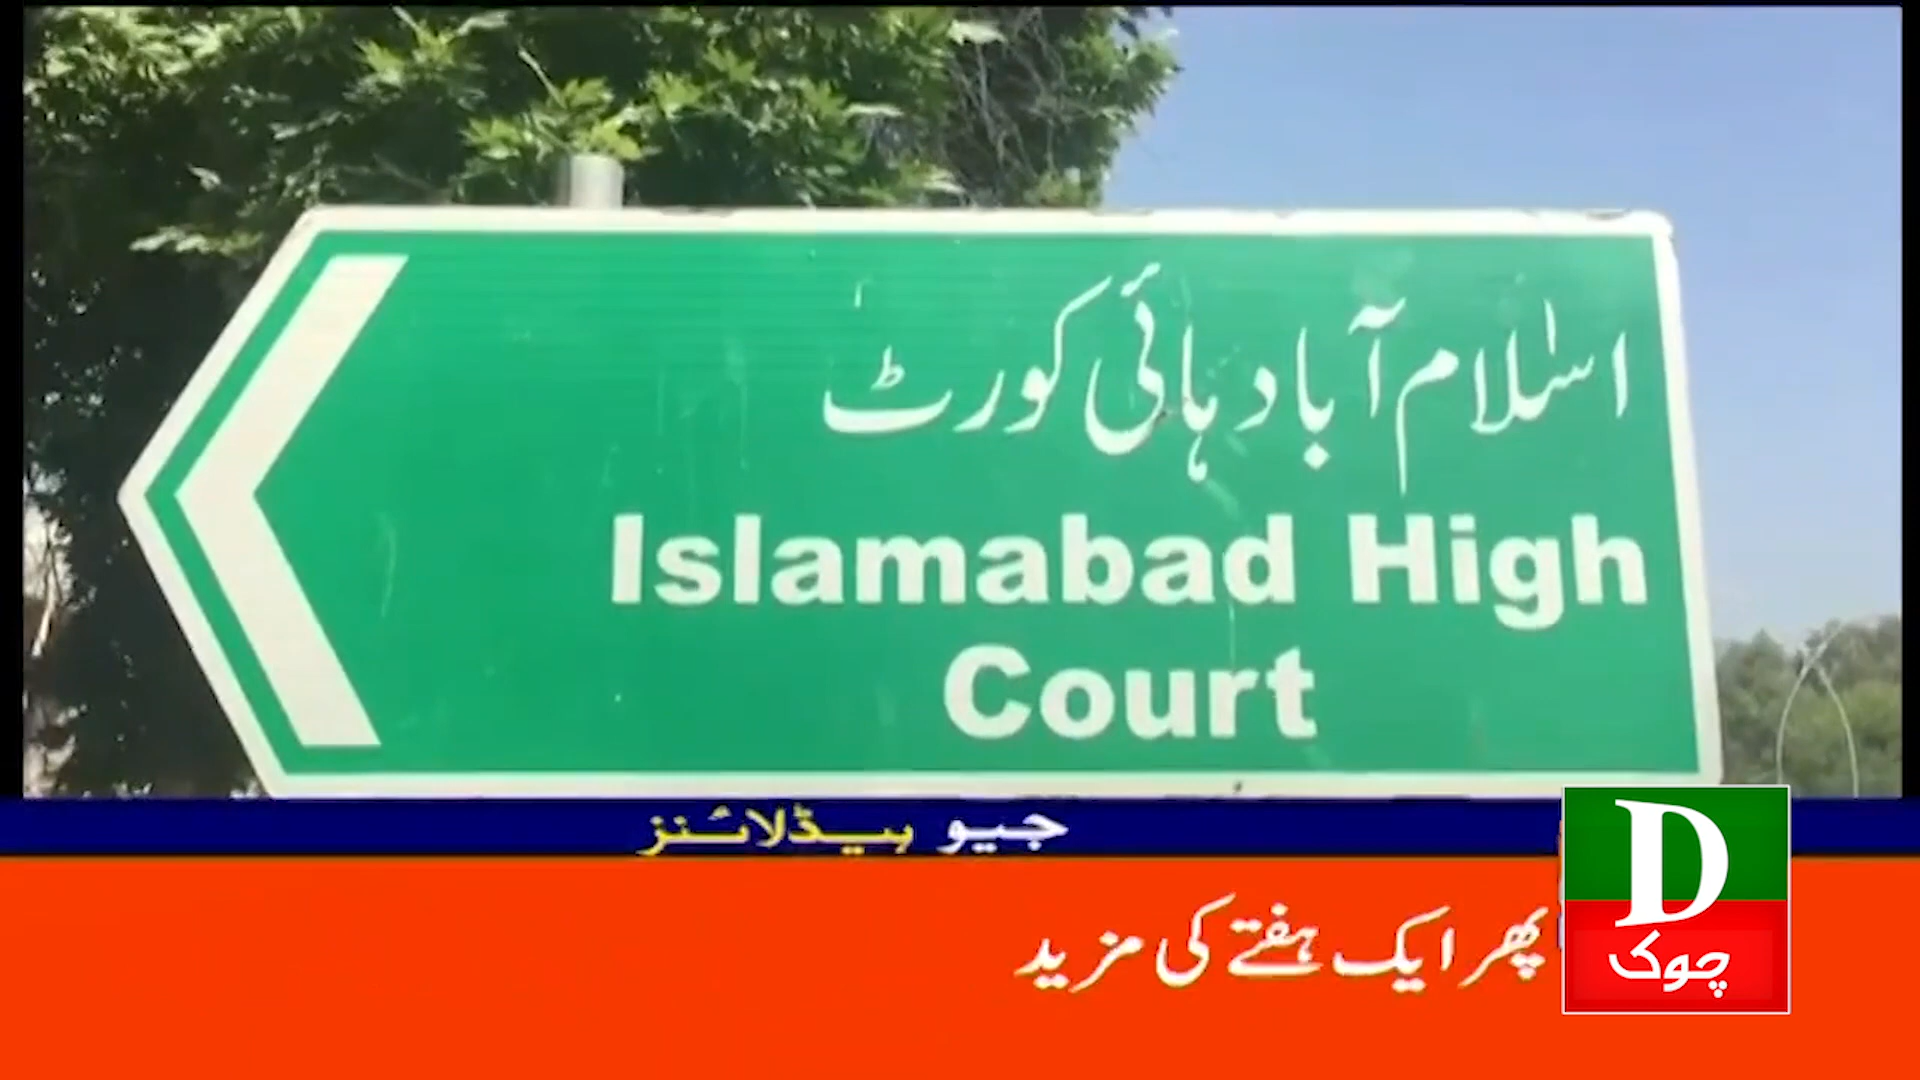 اسلام آباد ہائی کورٹ
Islamabad High
Court
جیو ہیڈلائنز
پھر ایک ہفتے کی مزید
D
چوک